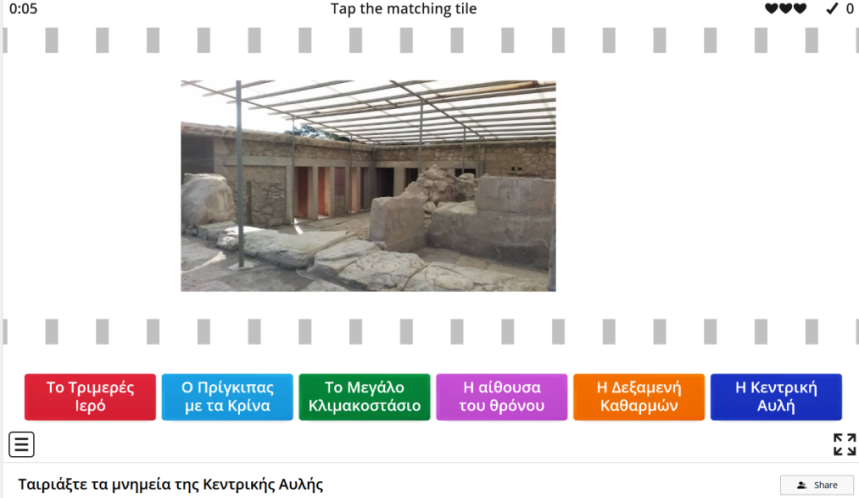 0:05
Tap the matching tile
0
Το Τριμερές
Ιερό
Ο Πρίγκιπας
με τα Κρίνα
Το Μεγάλο
Κλιμακοστάσιο
Η αίθουσα
του θρόνου
Η Δεξαμενή
Καθαρμών
Η Κεντρική
Αυλή
Ταιριάξτε τα μνημεία της Κεντρικής Αυλής
Share